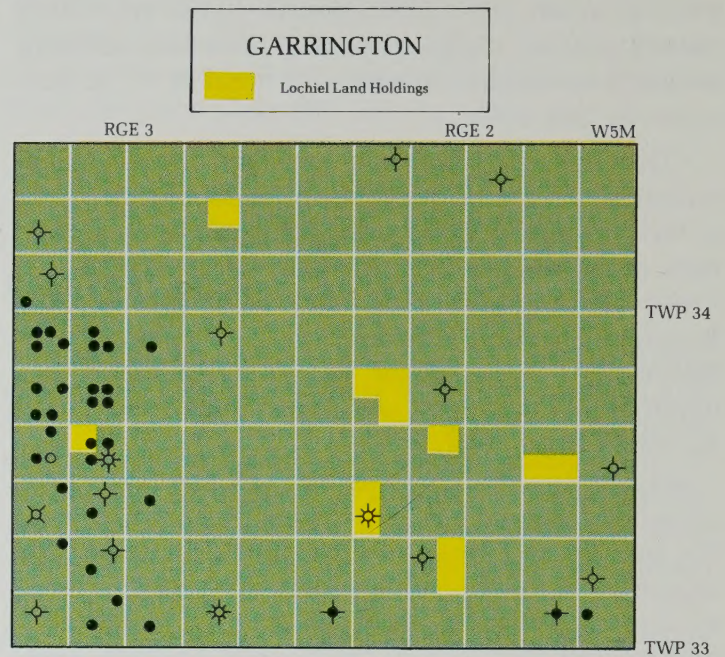 GARRINGTON
Lochiel Land Holdings
RGE 3 RGE 2 W5M
TWP 34
TWP 33